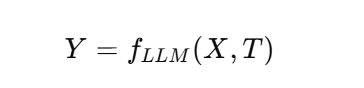 Y = f_{LLM}(X, T)